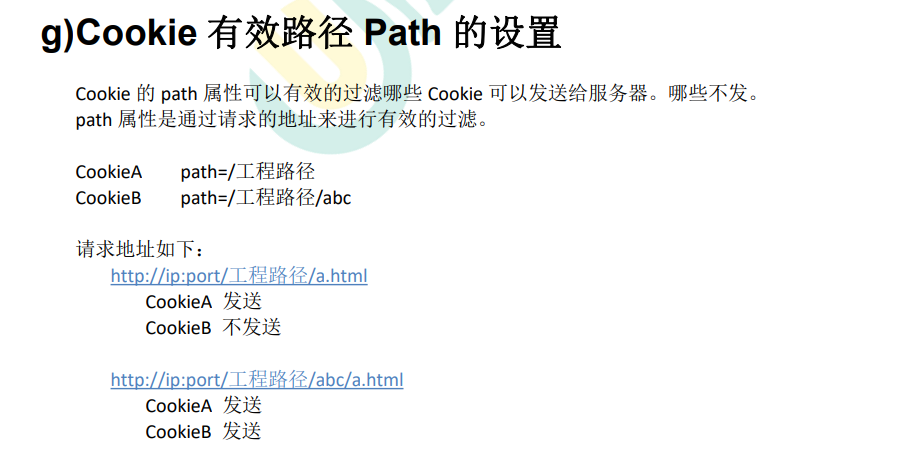 g)Cookie 有效路径 Path 的设置
Cookie 的 path 属性可以有效的过滤哪些 Cookie 可以发送给服务器。哪些不发。
path 属性是通过请求的地址来进行有效的过滤。
CookieA path=/工程路径
CookieB path=/工程路径/abc
请求地址如下：
http://ip:port/工程路径/a.html
CookieA 发送
CookieB 不发送
http://ip:port/工程路径/abc/a.html
CookieA 发送
CookieB 发送